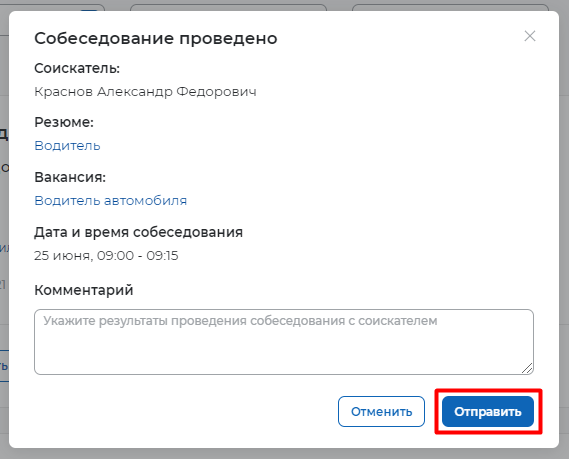 Собеседование проведено
Соискатель:
Краснов Александр Федорович
Резюме:
Водитель
Вакансия:
Водитель автомобиля
Дата и время собеседования
25 июня, 09:00 - 09:15
Комментарий
Укажите результаты проведения собеседования с соискателем
Отменить
Отправить